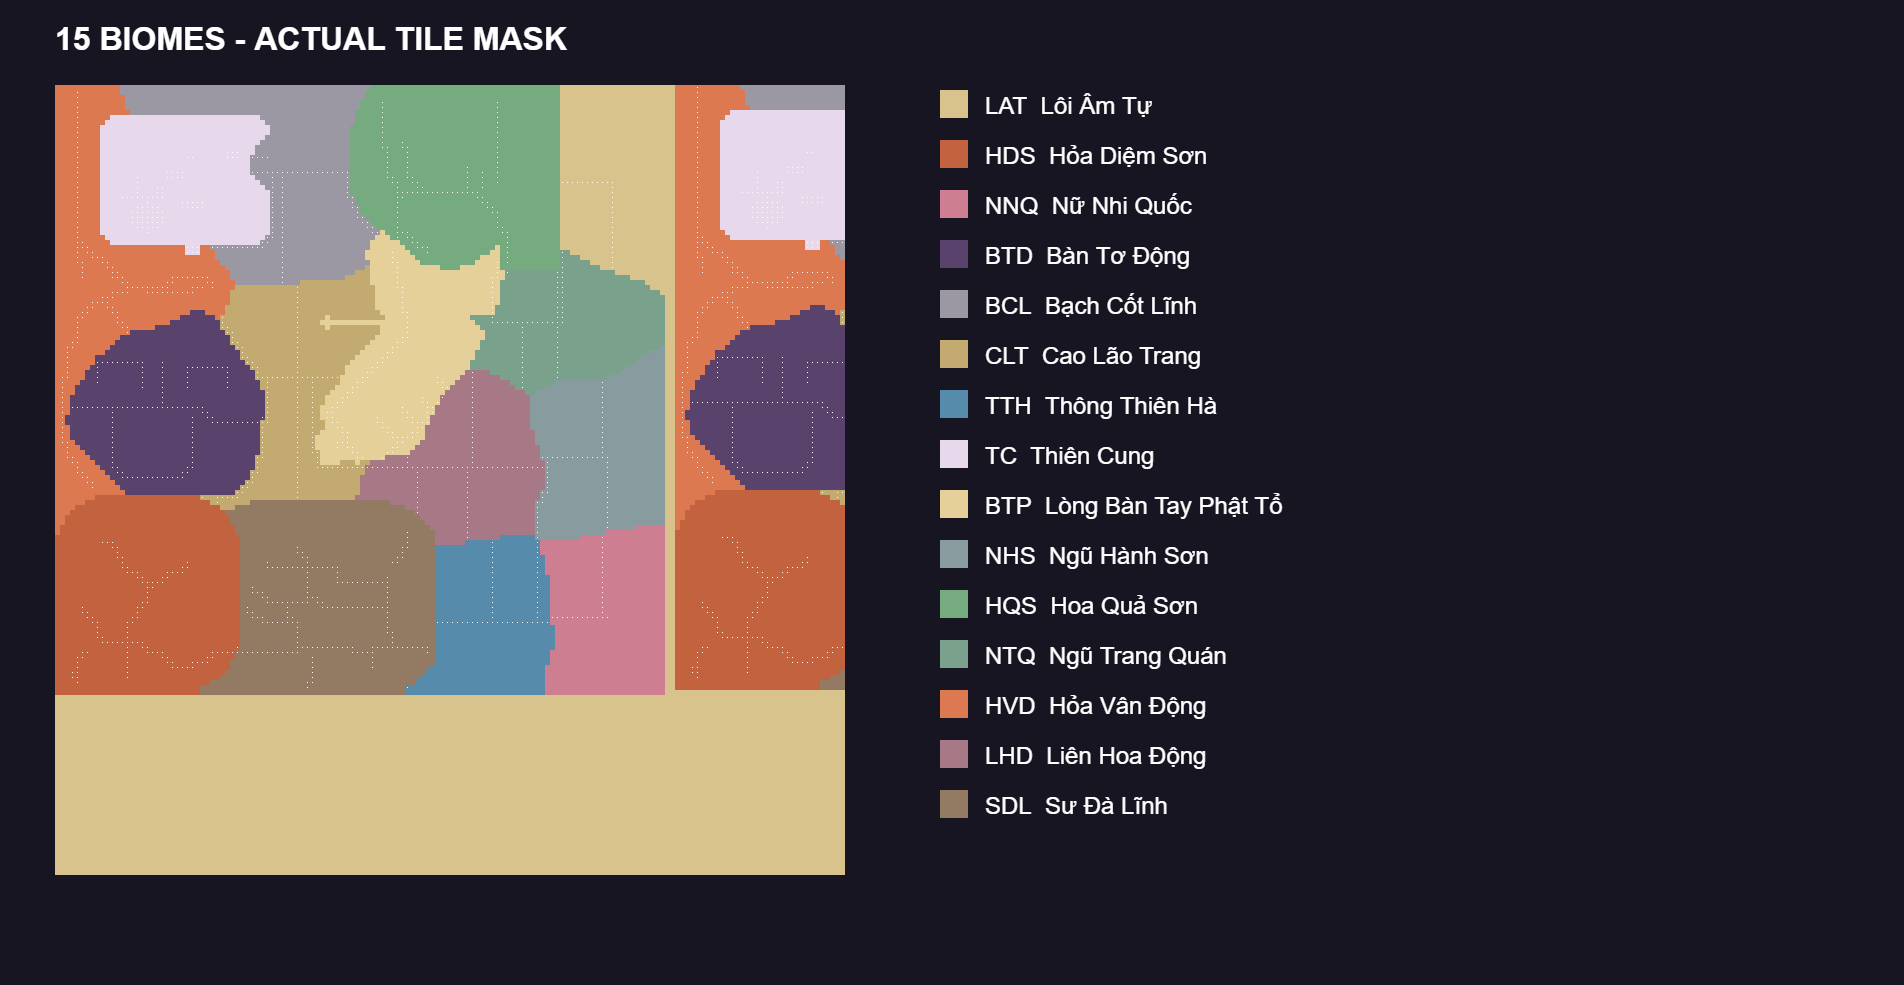 15 BIOMES - ACTUAL TILE MASK
LAT Lôi Âm Tự
HDS Hỏa Diệm Sơn
NNQ Nữ Nhi Quốc
BTD Bàn Tơ Động
BCL Bạch Cốt Lĩnh
CLT Cao Lão Trang
TTH Thông Thiên Hà
TC Thiên Cung
BTP Lòng Bàn Tay Phật Tổ
NHS Ngũ Hành Sơn
HQS Hoa Quả Sơn
NTQ Ngũ Trang Quán
HVD Hỏa Vân Động
LHD Liên Hoa Động
SDL Sư Đà Lĩnh